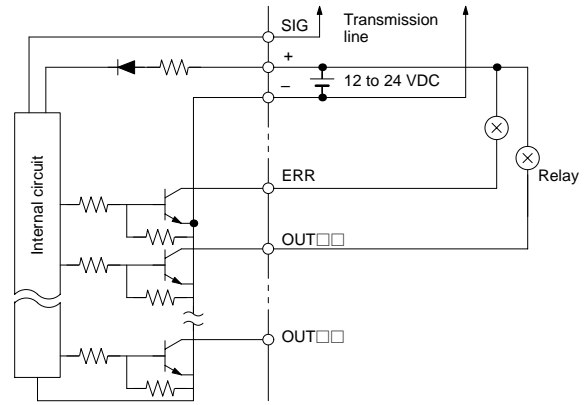 SIG
Transmission
line
+
−
12 to 24 VDC
ERR
Relay
Internal circuit
OUT□□
OUT□□